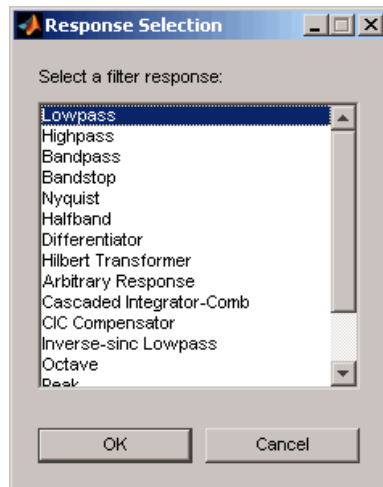 Response Selection
Select a filter response:
Lowpass
Highpass
Bandpass
Bandstop
Nyquist
Halfband
Differentiator
Hilbert Transformer
Arbitrary Response
Cascaded Integrator-Comb
CIC Compensator
Inverse-sinc Lowpass
Octave
Peak
OK Cancel